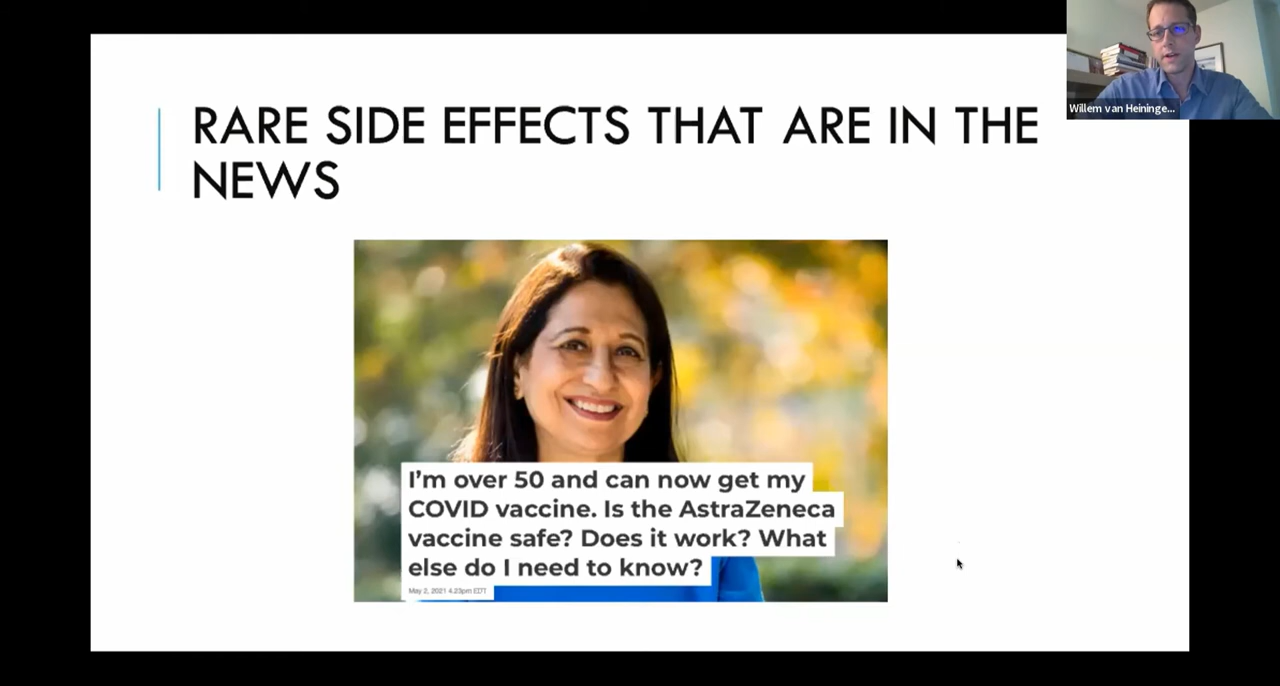 Willem van Heininge...
RARE SIDE EFFECTS THAT ARE IN THE
NEWS
I'm over 50 and can now get my
COVID vaccine. Is the AstraZeneca
vaccine safe? Does it work? What
else do I need to know?
May 2, 2021 4.23pm EDT